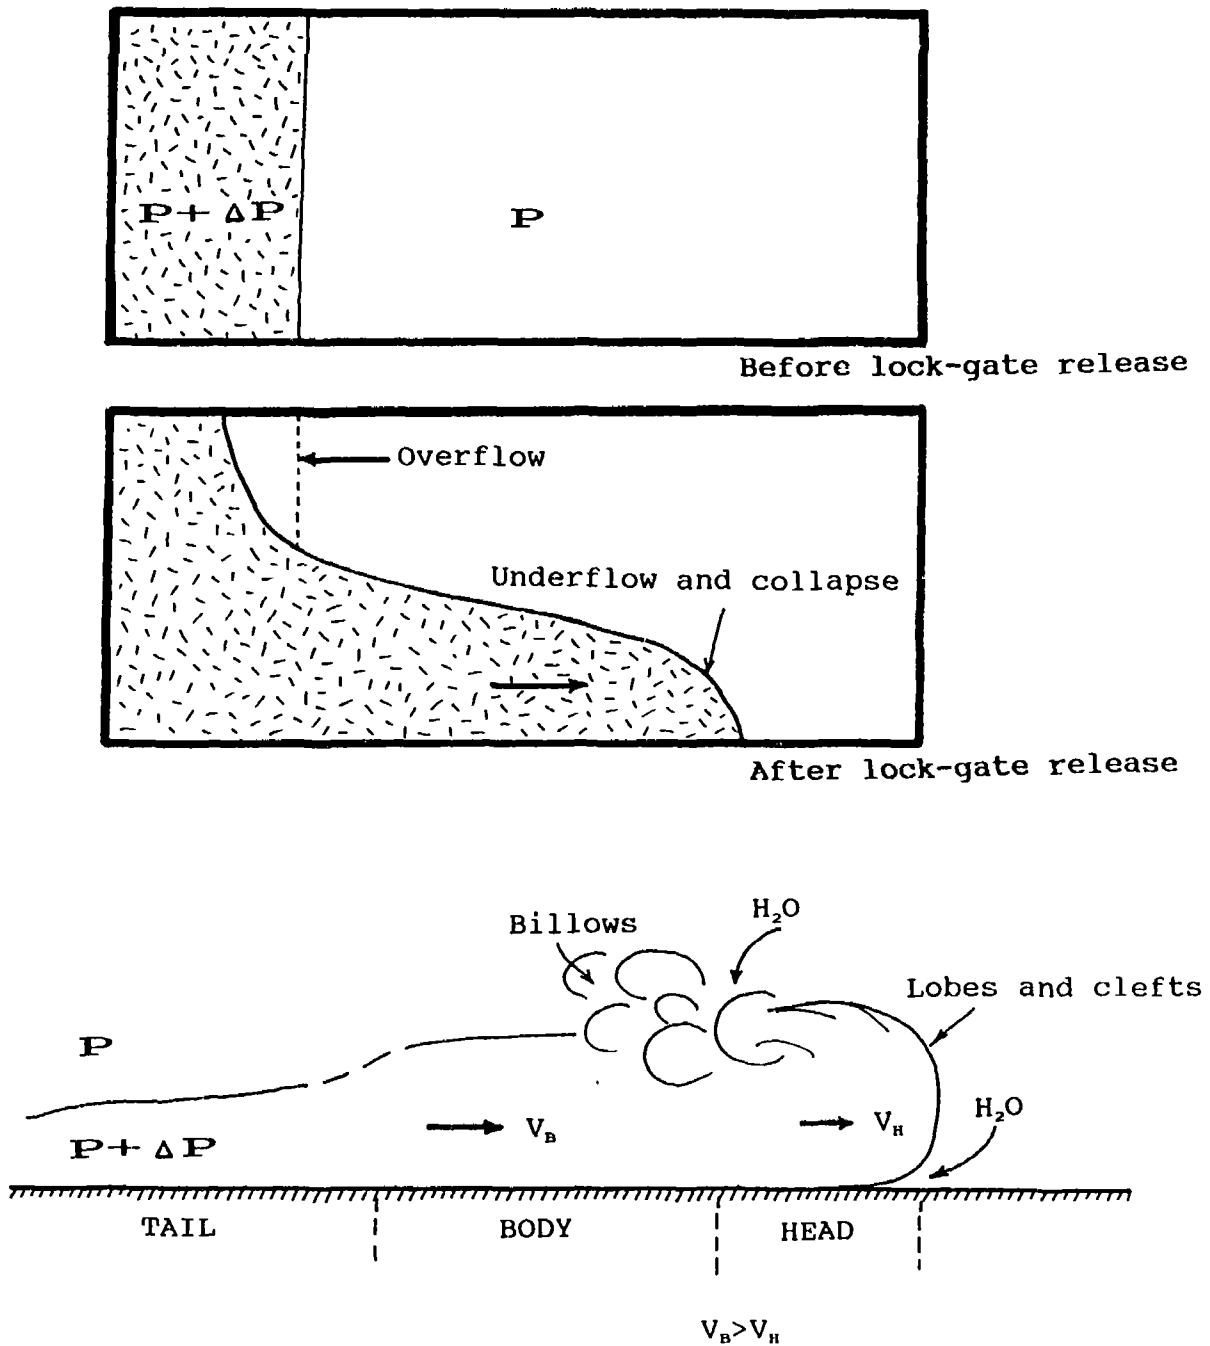 P+ ΔP
P
Before lock-gate release
Overflow
Underflow and collapse
After lock-gate release
Billows
H₂O
Lobes and clefts
P
H₂O
V_B
V_H
P+ ΔP
TAIL
BODY
HEAD
V_B>V_H